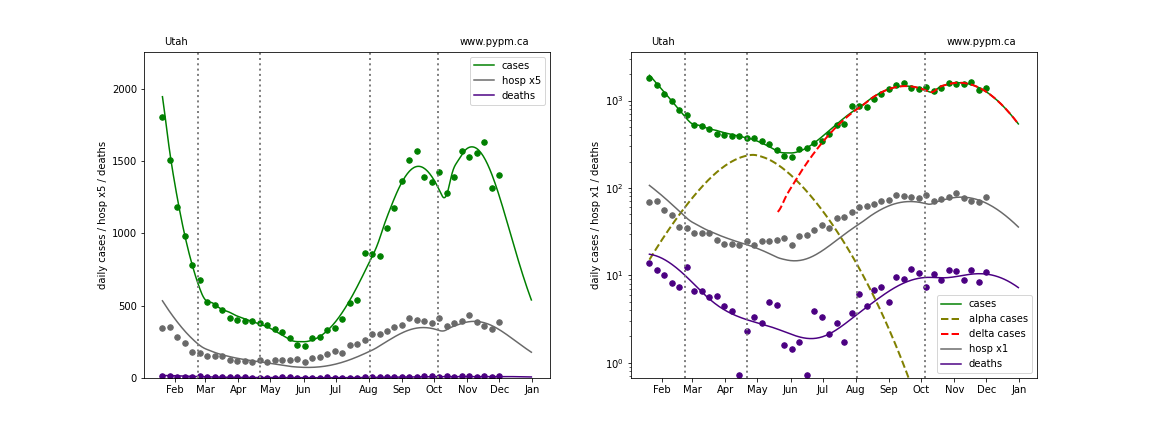 Utah www.pypm.ca
daily cases / hosp x5 / deaths
2000
1500
1000
500
0
cases
hosp x5
deaths
Feb Mar Apr May Jun Jul Aug Sep Oct Nov Dec Jan
Utah www.pypm.ca
daily cases / hosp x1 / deaths
10³
10²
10¹
10⁰
cases
alpha cases
delta cases
hosp x1
deaths
Feb Mar Apr May Jun Jul Aug Sep Oct Nov Dec Jan